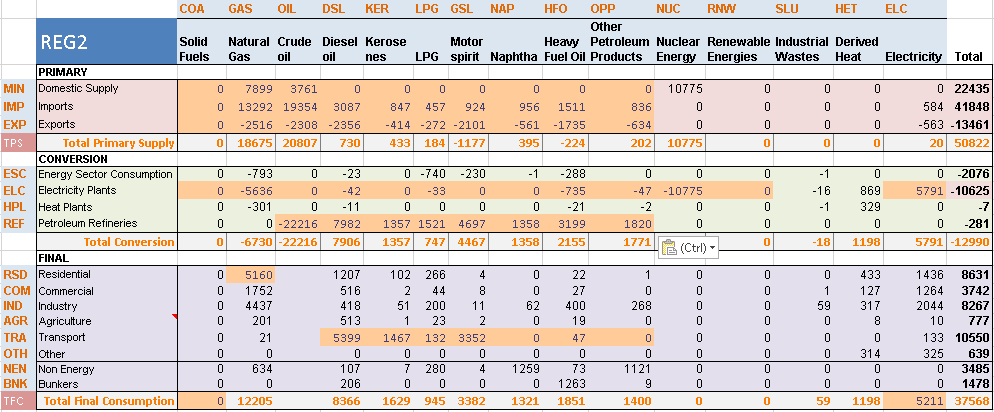 COA GAS OIL DSL KER LPG GSL NAP HFO OPP NUC RNW SLU HET ELC
REG2 Solid Fuels Natural Gas Crude oil Diesel oil Kerose nes LPG Motor spirit Naphtha Heavy Fuel Oil Other Petroleum Products Nuclear Energy Renewable Energies Industrial Wastes Derived Heat Electricity Total
PRIMARY
MIN Domestic Supply 0 7899 3761 0 0 0 0 0 0 0 10775 0 0 0 0 22435
IMP Imports 0 13292 19354 3087 847 457 924 956 1511 836 0 0 0 0 584 41848
EXP Exports 0 -2516 -2308 -2356 -414 -272 -2101 -561 -1735 -634 0 0 0 0 -563 -13461
TPS Total Primary Supply 0 18675 20807 730 433 184 -1177 395 -224 202 10775 0 0 0 20 50822
CONVERSION
ESC Energy Sector Consumption 0 -793 0 -23 0 -740 -230 -1 -288 0 0 0 -1 0 0 -2076
ELC Electricity Plants 0 -5636 0 -42 0 -33 0 0 -735 -47 -10775 0 -16 869 5791 -10625
HPL Heat Plants 0 -301 0 -11 0 0 0 0 -21 -2 0 0 -1 329 0 -7
REF Petroleum Refineries 0 0 -22216 7982 1357 1521 4697 1358 3199 1820 0 0 0 0 0 -281
Total Conversion 0 -6730 -22216 7906 1357 747 4467 1358 2155 1771 (Ctrl) 0 -18 1198 5791 -12990
FINAL
RSD Residential 0 5160 1207 102 266 4 0 22 1 0 0 0 433 1436 8631
COM Commercial 0 1752 516 2 44 8 0 27 0 0 0 1 127 1264 3742
IND Industry 0 4437 418 51 200 11 62 400 268 0 0 59 317 2044 8267
AGR Agriculture 0 201 513 1 23 2 0 19 0 0 0 0 8 10 777
TRA Transport 0 21 5399 1467 132 3352 0 47 0 0 0 0 0 133 10550
OTH Other 0 0 0 0 0 0 0 0 0 0 0 0 314 325 639
NEN Non Energy 0 634 107 7 280 4 1259 73 1121 0 0 0 0 0 3485
BNK Bunkers 0 0 206 0 0 0 0 1263 9 0 0 0 0 0 1478
TFC Total Final Consumption 0 12205 8366 1629 945 3382 1321 1851 1400 0 0 59 1198 5211 37568